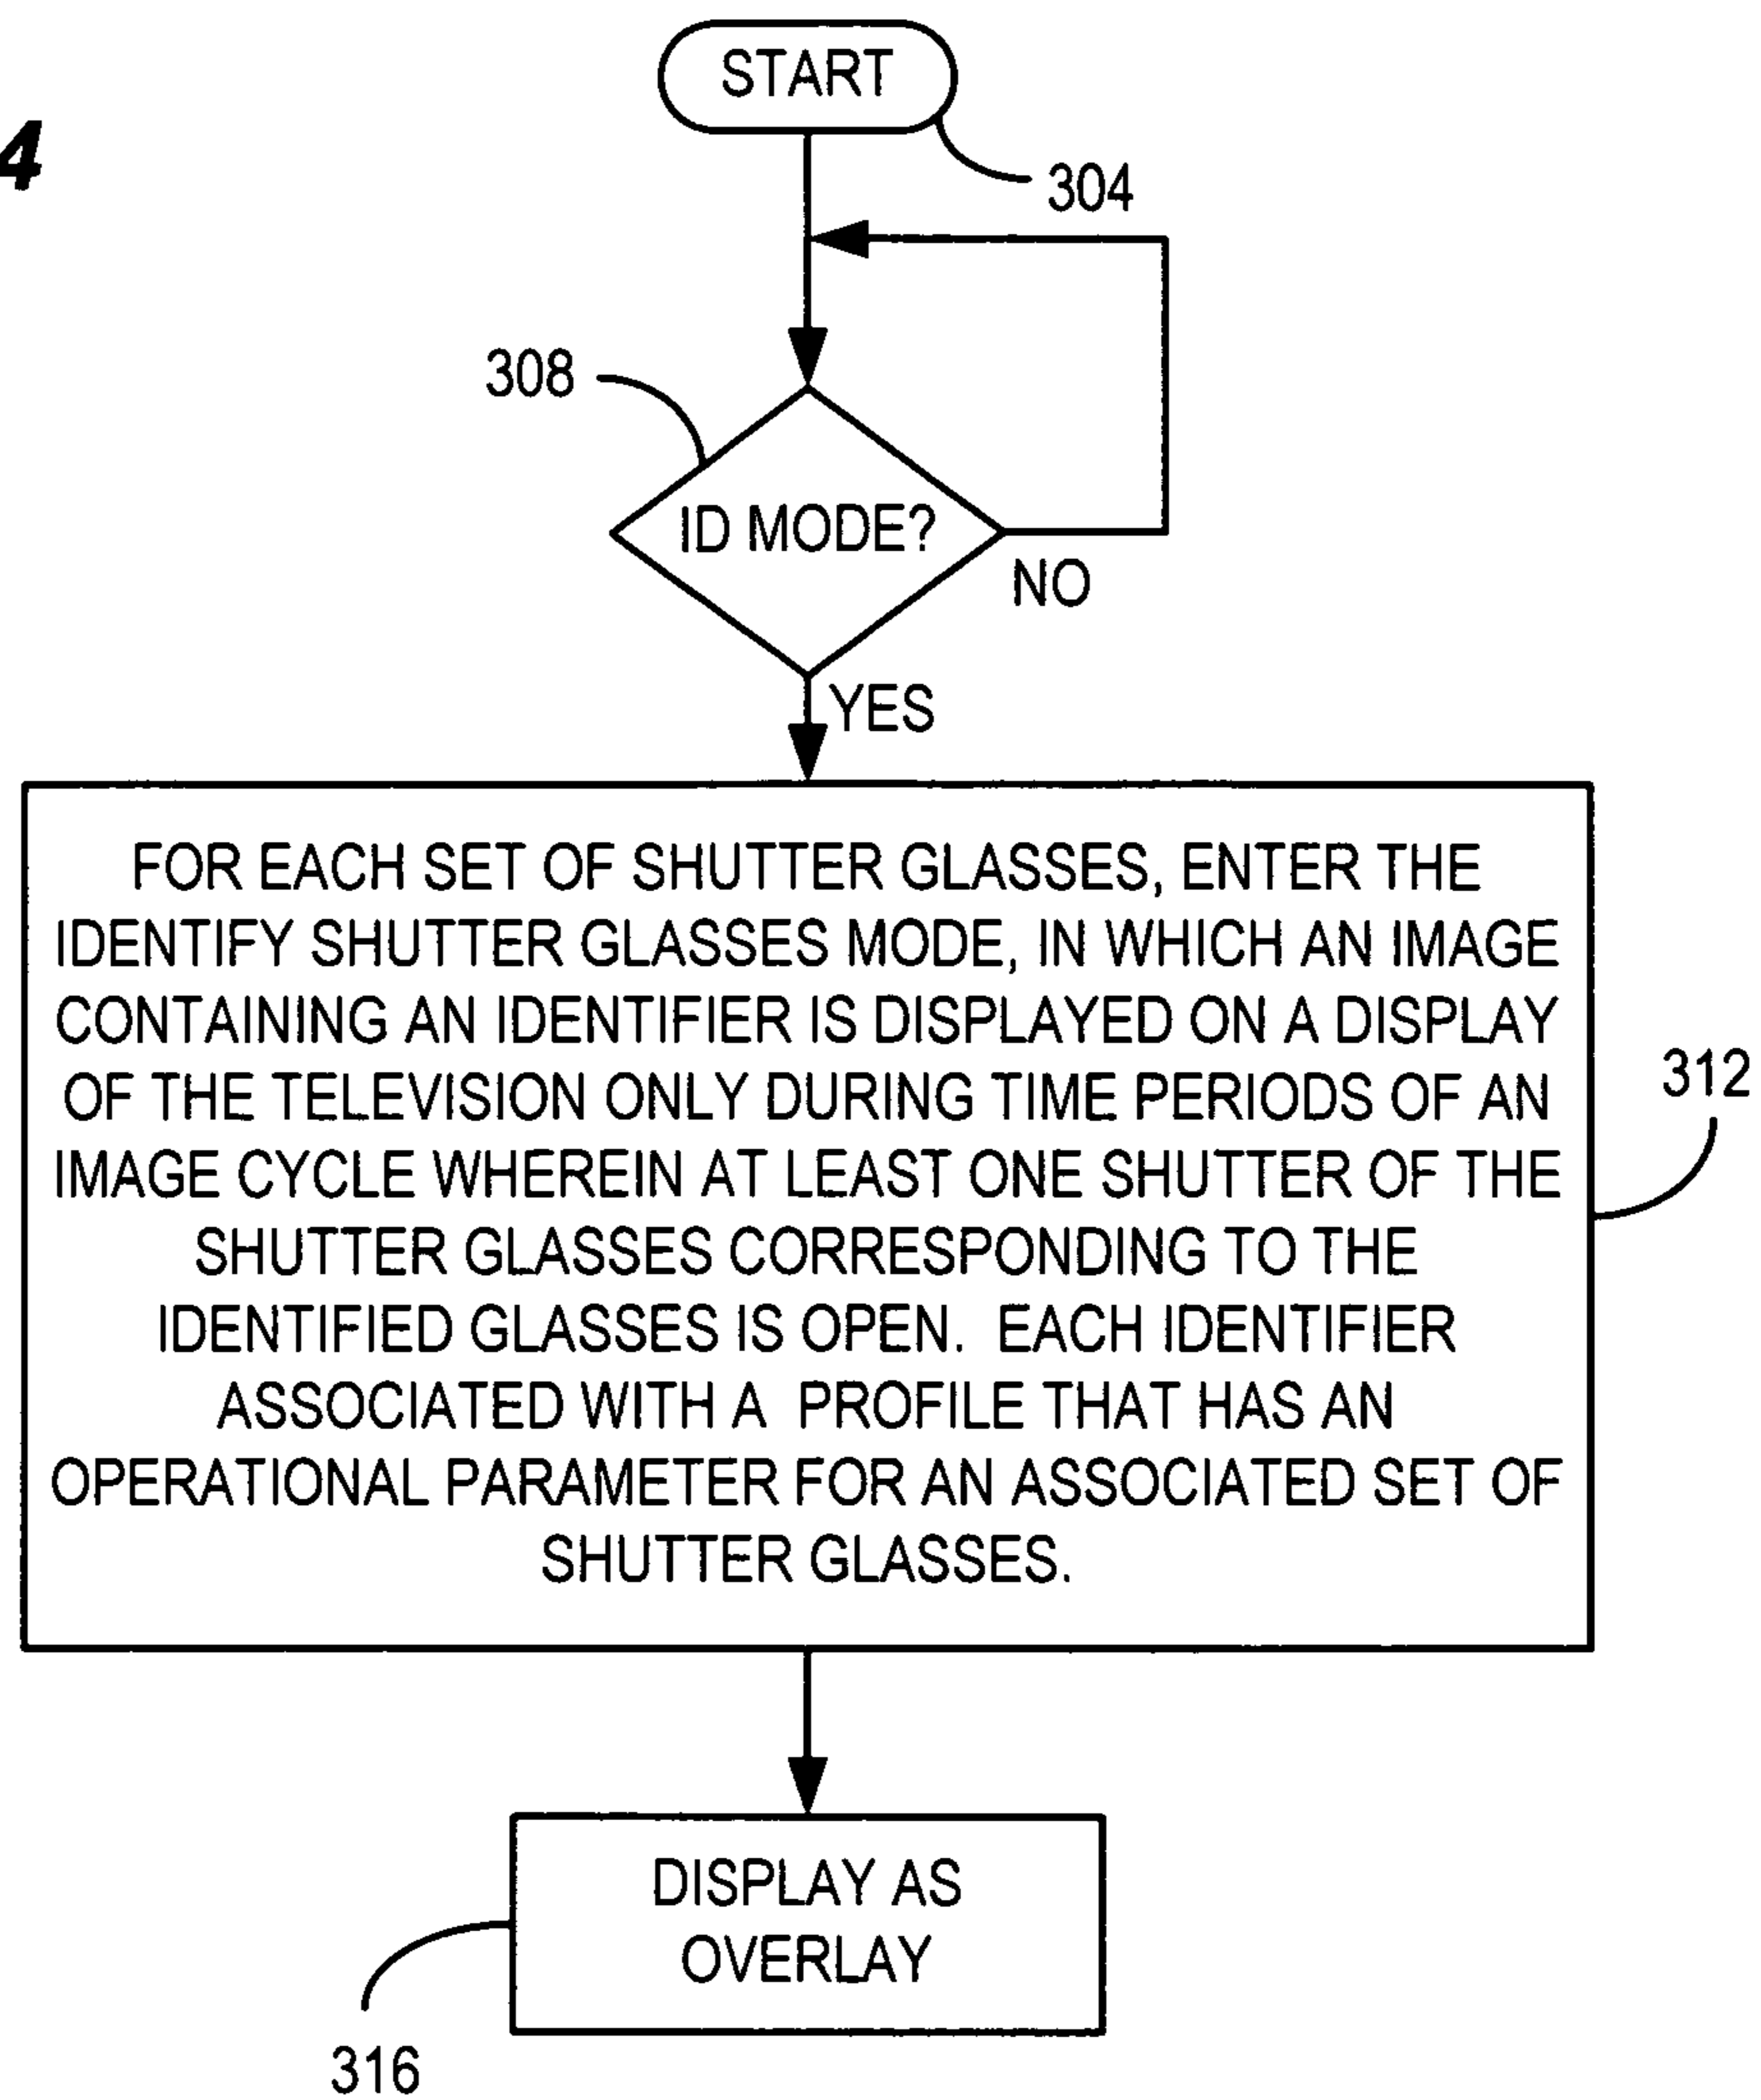 START
4
304
308
ID MODE?
NO
YES
FOR EACH SET OF SHUTTER GLASSES, ENTER THE
IDENTIFY SHUTTER GLASSES MODE, IN WHICH AN IMAGE
CONTAINING AN IDENTIFIER IS DISPLAYED ON A DISPLAY
OF THE TELEVISION ONLY DURING TIME PERIODS OF AN
IMAGE CYCLE WHEREIN AT LEAST ONE SHUTTER OF THE
SHUTTER GLASSES CORRESPONDING TO THE
IDENTIFIED GLASSES IS OPEN. EACH IDENTIFIER
ASSOCIATED WITH A PROFILE THAT HAS AN
OPERATIONAL PARAMETER FOR AN ASSOCIATED SET OF
SHUTTER GLASSES.
312
DISPLAY AS
OVERLAY
316